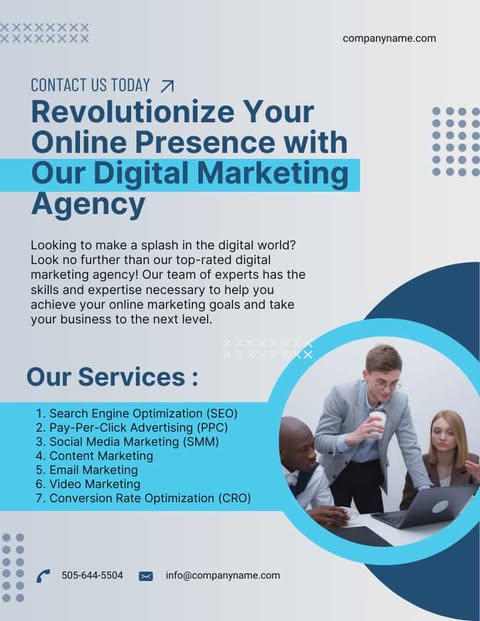 companyname.com
CONTACT US TODAY
Revolutionize Your
Online Presence with
Our Digital Marketing
Agency
Looking to make a splash in the digital world?
Look no further than our top-rated digital
marketing agency! Our team of experts has the
skills and expertise necessary to help you
achieve your online marketing goals and take
your business to the next level.
Our Services :
1. Search Engine Optimization (SEO)
2. Pay-Per-Click Advertising (PPC)
3. Social Media Marketing (SMM)
4. Content Marketing
5. Email Marketing
6. Video Marketing
7. Conversion Rate Optimization (CRO)
505-644-5504 info@companyname.com